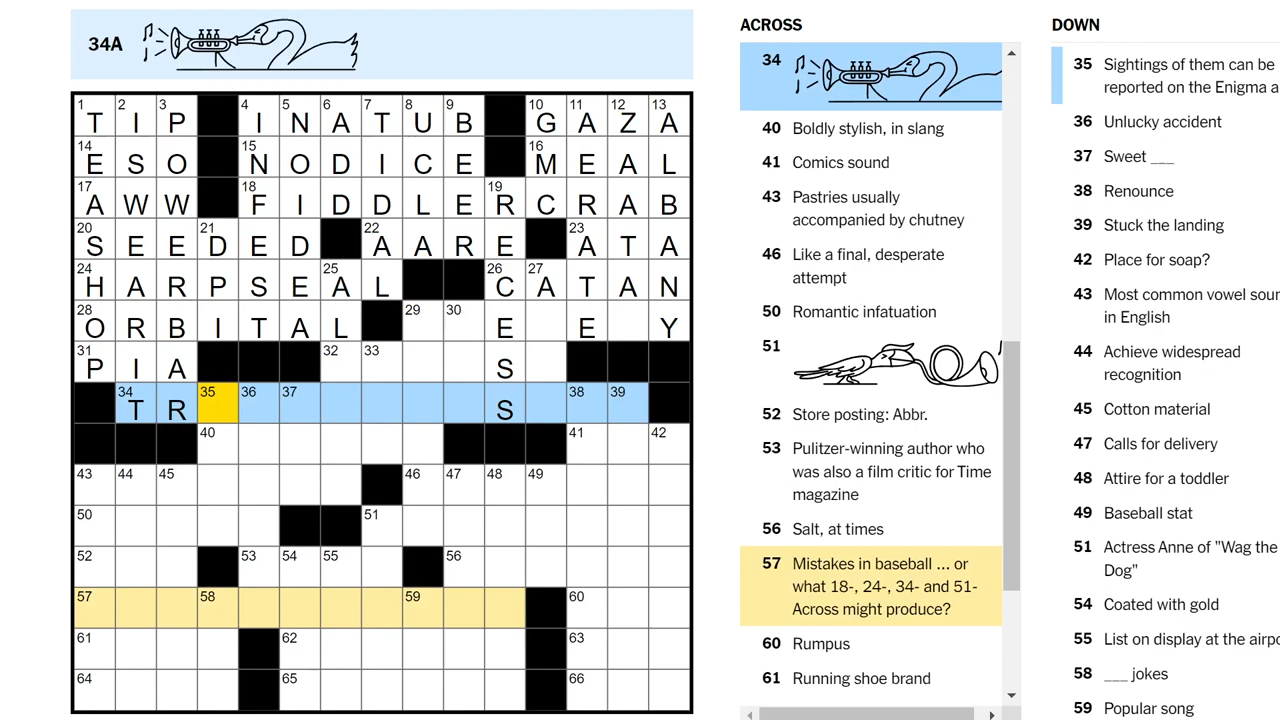 34A
1 2 3 4 5 6 7 8 9 10 11 12 13
T I P I N A T U B G A Z A
14 15 16
E S O N O D I C E M E A L
17 18 19
A W W F I D D L E R C R A B
20 21 22 23
S E E D E D A A R E A T A
24 25 26 27
H A R P S E A L C A T A N
28 29 30
O R B I T A L E E Y
31 32 33
P I A S
34 35 36 37 38 39
T R S
40 41 42
43 44 45 46 47 48 49
50 51
52 53 54 55 56
57 58 59 60
61 62 63
64 65 66
ACROSS
34
40 Boldly stylish, in slang
41 Comics sound
43 Pastries usually
accompanied by chutney
46 Like a final, desperate
attempt
50 Romantic infatuation
51
52 Store posting: Abbr.
53 Pulitzer-winning author who
was also a film critic for Time
magazine
56 Salt, at times
57 Mistakes in baseball ... or
what 18-, 24-, 34- and 51-
Across might produce?
60 Rumpus
61 Running shoe brand
DOWN
35 Sightings of them can be
reported on the Enigma a
36 Unlucky accident
37 Sweet ___
38 Renounce
39 Stuck the landing
42 Place for soap?
43 Most common vowel soun
in English
44 Achieve widespread
recognition
45 Cotton material
47 Calls for delivery
48 Attire for a toddler
49 Baseball stat
51 Actress Anne of "Wag the
Dog"
54 Coated with gold
55 List on display at the airpo
58 ___ jokes
59 Popular song